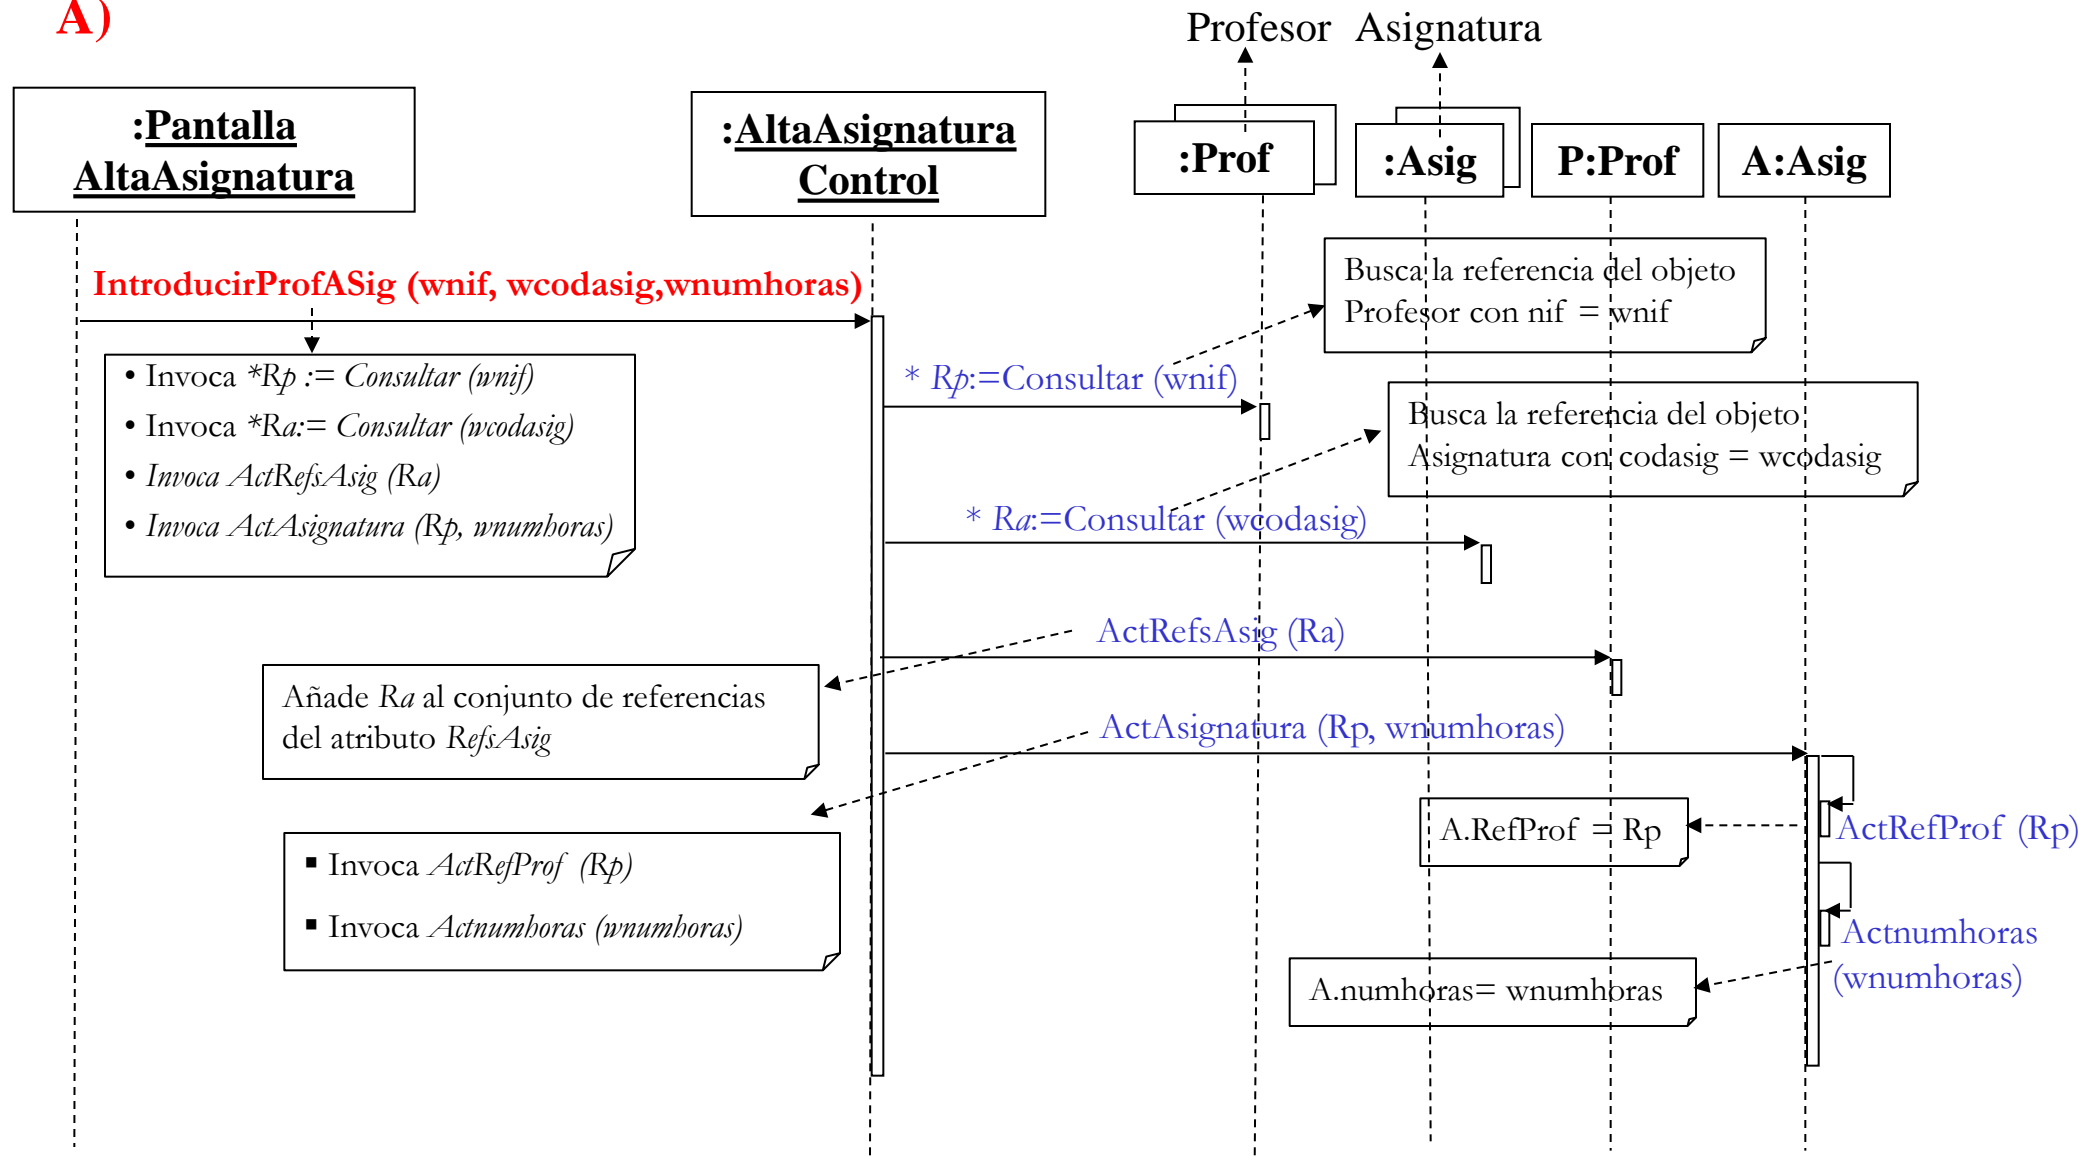 A)
Profesor Asignatura
:Pantalla
AltaAsignatura
:AltaAsignatura
Control
:Prof
:Asig
P:Prof
A:Asig
IntroducirProfASig (wnif, wcodasig,wnumhoras)
Busca la referencia del objeto
Profesor con nif = wnif
• Invoca *Rp := Consultar (wnif)
• Invoca *Ra:= Consultar (wcodasig)
• Invoca ActRefsAsig (Ra)
• Invoca ActAsignatura (Rp, wnumhoras)
* Rp:=Consultar (wnif)
Busca la referencia del objeto
Asignatura con codasig = wcodasig
* Ra:=Consultar (wcodasig)
ActRefsAsig (Ra)
Añade Ra al conjunto de referencias
del atributo RefsAsig
ActAsignatura (Rp, wnumhoras)
A.RefProf = Rp
ActRefProf (Rp)
▪ Invoca ActRefProf (Rp)
▪ Invoca Actnumhoras (wnumhoras)
Actnumhoras
(wnumhoras)
A.numhoras= wnumhoras